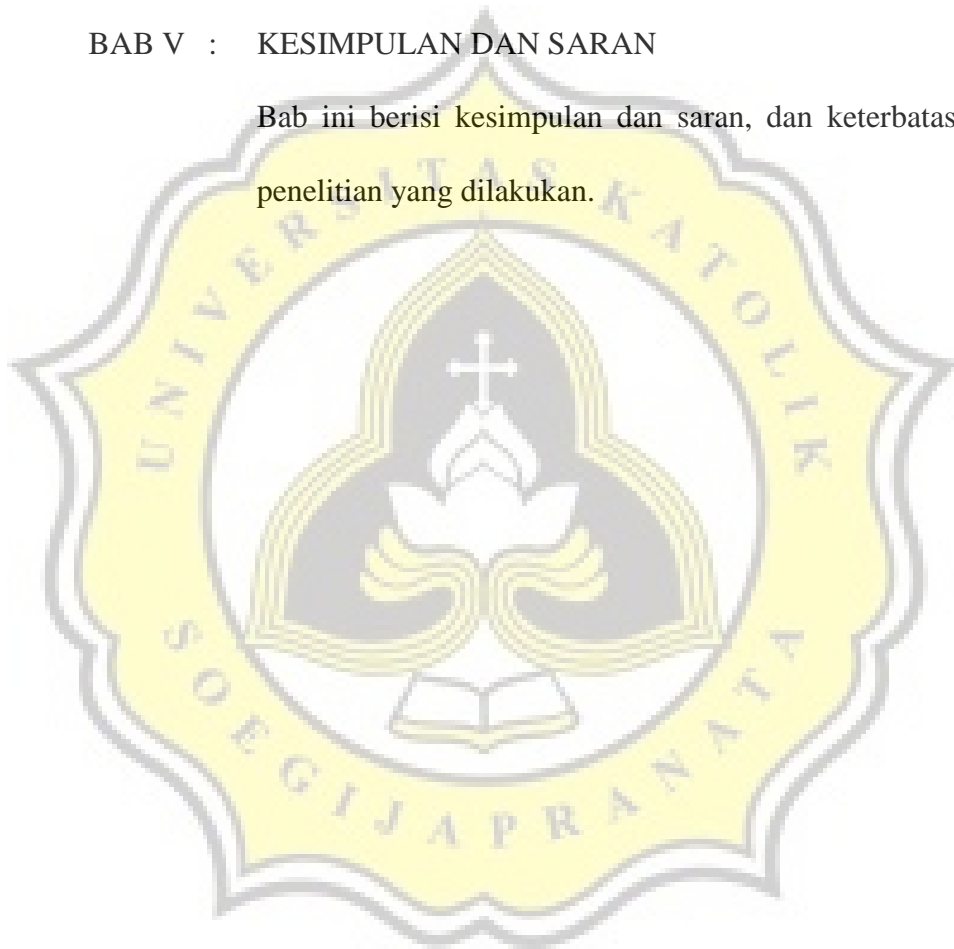 BAB V : KESIMPULAN DAN SARAN
Bab ini berisi kesimpulan dan saran, dan keterbatas
penelitian yang dilakukan.
UNIVERSITAS KATOLIK
SOEGIJAPRANATA